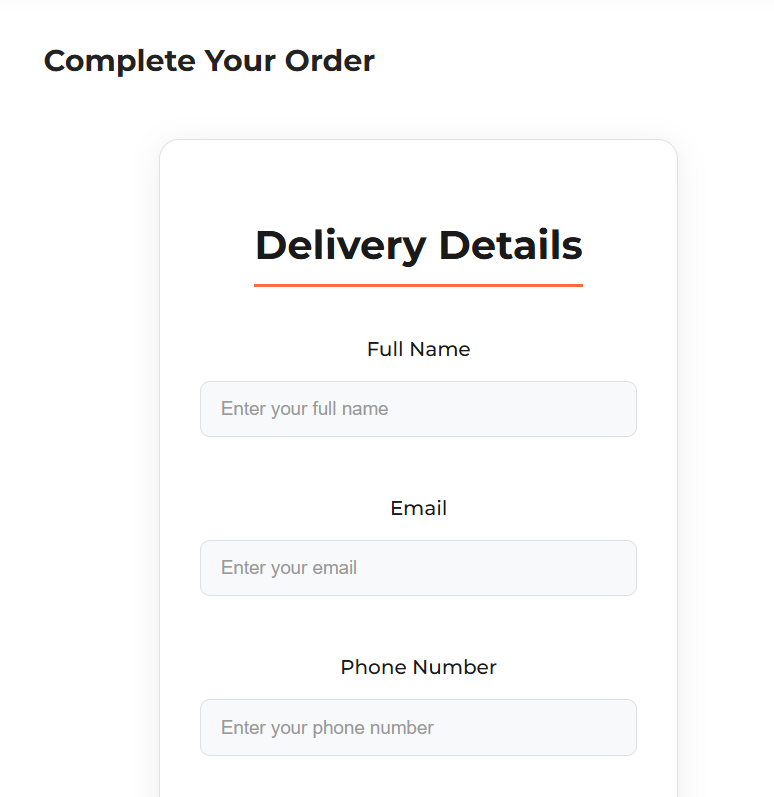 Complete Your Order
Delivery Details
Full Name
Enter your full name
Email
Enter your email
Phone Number
Enter your phone number